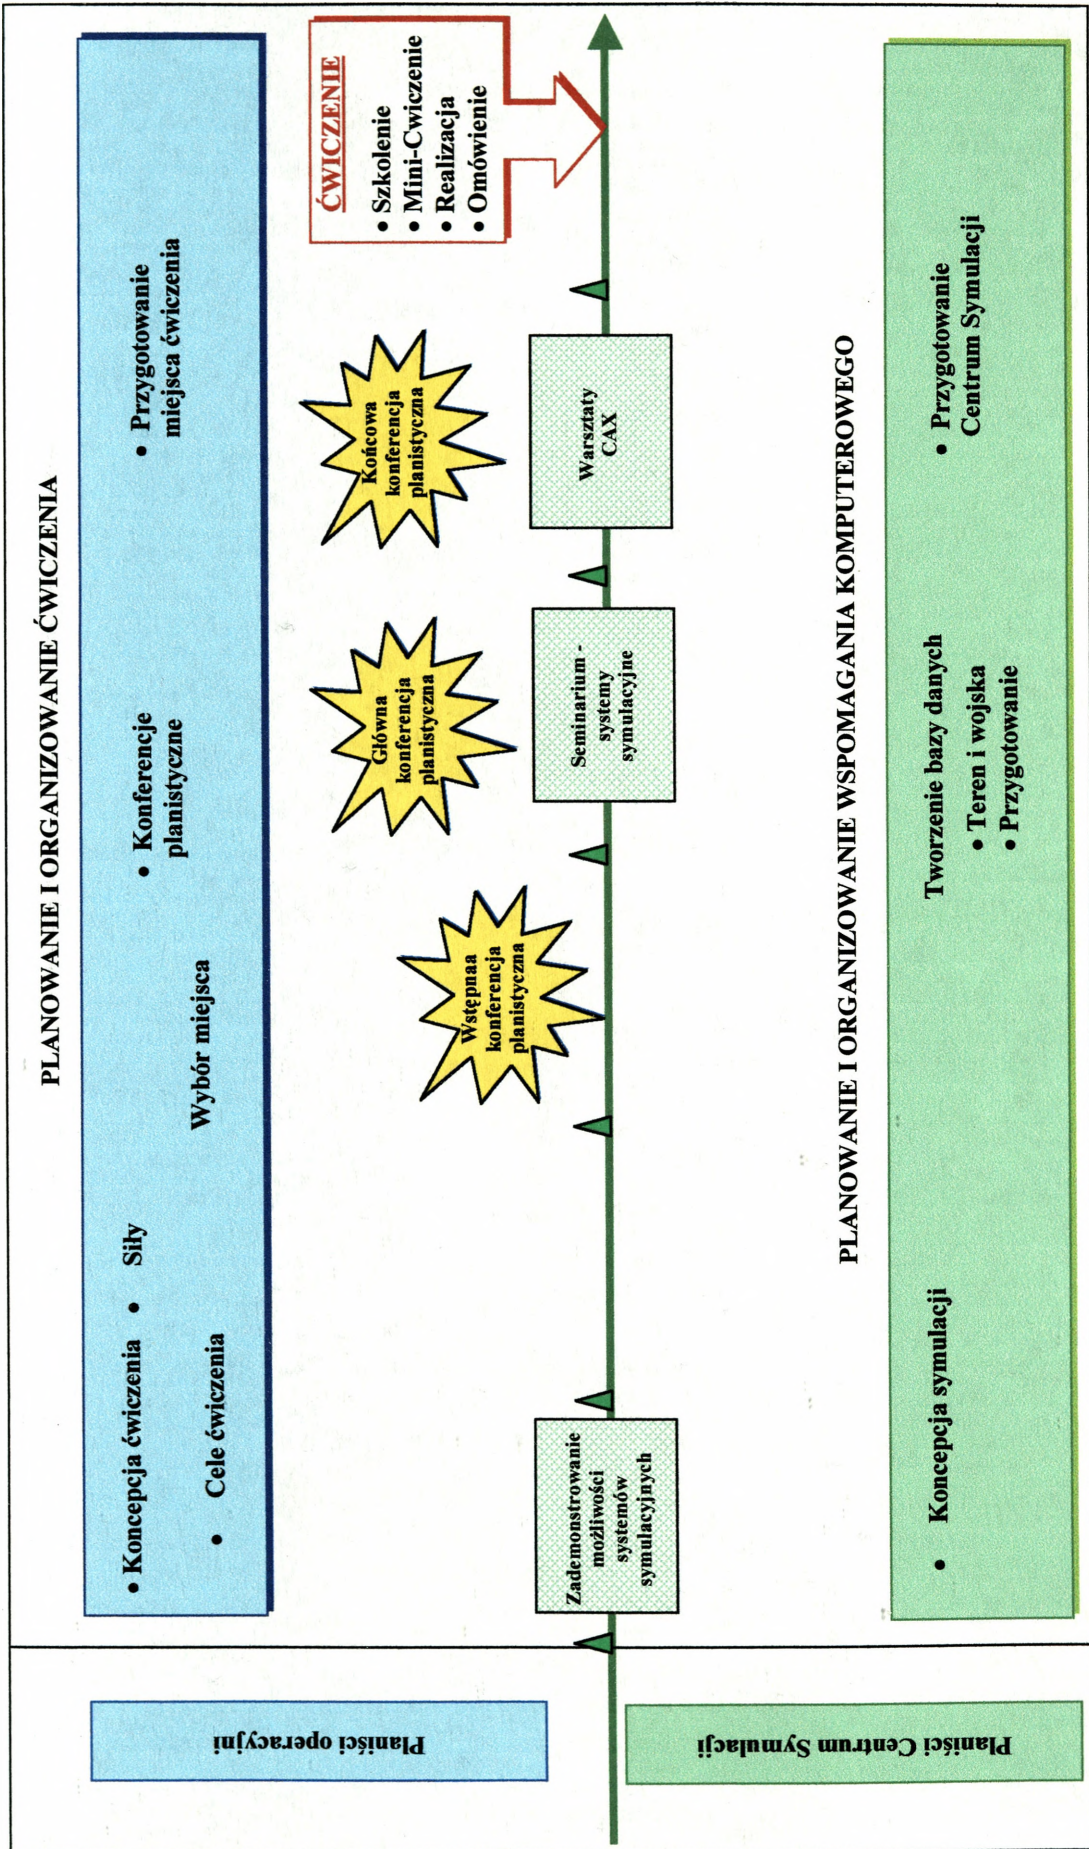 PLANOWANIE I ORGANIZOWANIE ĆWICZENIA
Planiści operacyjni
• Koncepcja ćwiczenia
• Siły
• Cele ćwiczenia
Wybór miejsca
• Konferencje
planistyczne
• Przygotowanie
miejsca ćwiczenia
ĆWICZENIE
• Szkolenie
• Mini-Cwiczenie
• Realizacja
• Omówienie
Wstępnaa
konferencja
planistyczna
Główna
konferencja
planistyczna
Końcowa
konferencja
planistyczna
Zademonstrowanie
możliwości
systemów
symulacyjnych
Seminarium -
systemy
symulacyjne
Warsztaty
CAX
PLANOWANIE I ORGANIZOWANIE WSPOMAGANIA KOMPUTEROWEGO
Planiści Centrum Symulacji
• Koncepcja symulacji
Tworzenie bazy danych
• Teren i wojska
• Przygotowanie
• Przygotowanie
Centrum Symulacji